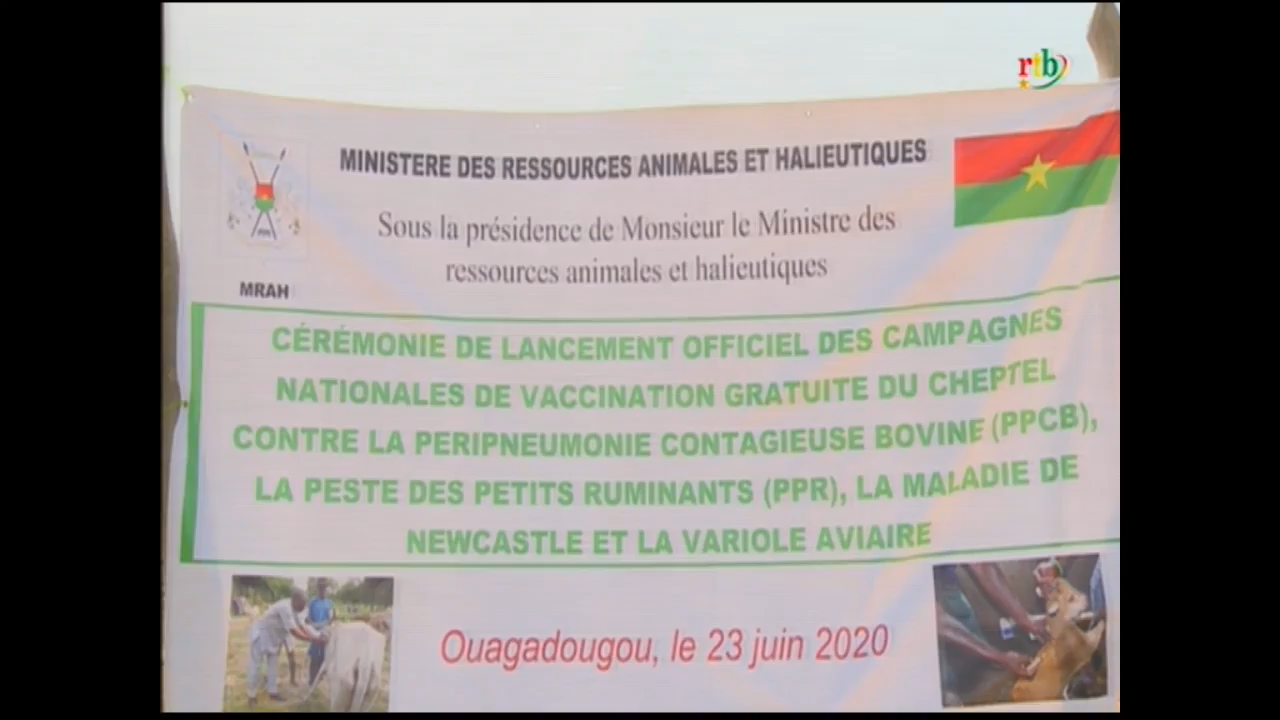 rtb
MINISTERE DES RESSOURCES ANIMALES ET HALIEUTIQUES
Sous la présidence de Monsieur le Ministre des
ressources animales et halieutiques
MRAH
CÉRÉMONIE DE LANCEMENT OFFICIEL DES CAMPAGNES
NATIONALES DE VACCINATION GRATUITE DU CHEPTEL
CONTRE LA PERIPNEUMONIE CONTAGIEUSE BOVINE (PPCB),
LA PESTE DES PETITS RUMINANTS (PPR), LA MALADIE DE
NEWCASTLE ET LA VARIOLE AVIAIRE
Ouagadougou, le 23 juin 2020